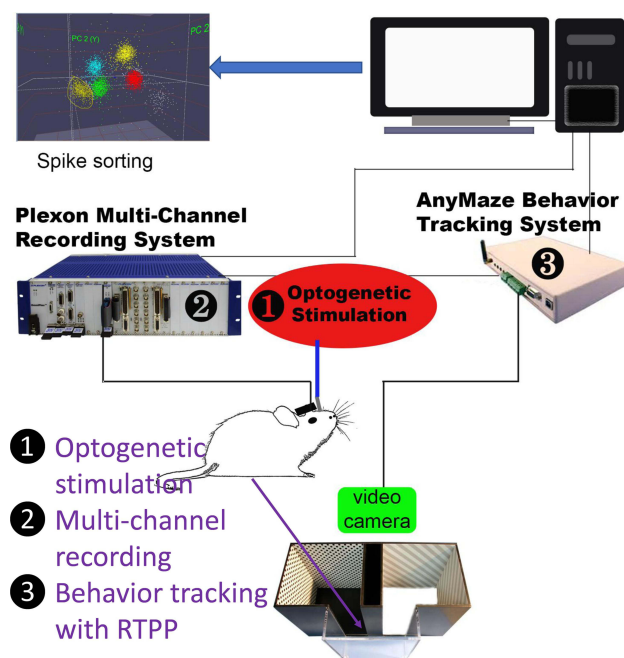 PC 2 (Y)
PC 2
Spike sorting
Plexon Multi-Channel
Recording System
AnyMaze Behavior
Tracking System
❸
❷
❶ Optogenetic
Stimulation
❶ Optogenetic
stimulation
❷ Multi-channel
recording
❸ Behavior tracking
with RTPP
video
camera